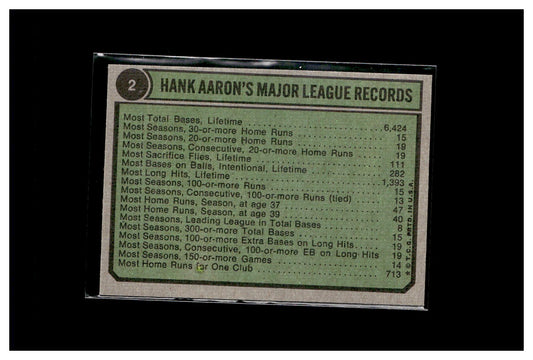 2
HANK AARON'S MAJOR LEAGUE RECORDS
Most Total Bases, Lifetime 6,424
Most Seasons, 30-or-more Home Runs 15
Most Seasons, 20-or-more Home Runs 18
Most Seasons, Consecutive, 20-or-more Home Runs 19
Most Sacrifice Flies, Lifetime 111
Most Bases on Balls, Intentional, Lifetime 282
Most Long Hits, Lifetime 1,393
Most Seasons, 100-or-more Runs 15
Most Seasons, Consecutive, 100-or-more Runs (tied) 13
Most Home Runs, Season, at age 37 47
Most Home Runs, Season, at age 39 40
Most Seasons, Leading League in Total Bases 8
Most Seasons, 300-or-more Total Bases 15
Most Seasons, 100-or-more Extra Bases on Long Hits 19
Most Seasons, Consecutive, 100-or-more EB on Long Hits 19
Most Seasons, 150-or-more Games 14
Most Home Runs for One Club 713
* © T.C.G. PRTD. IN U.S.A.